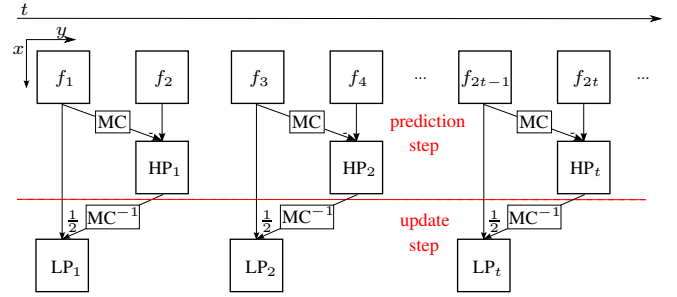 t
y
x
f₁ f₂ f₃ f₄ ... f₂ₜ₋₁ f₂ₜ ...
MC MC MC
- - -
prediction
step
HP₁ HP₂ HPₜ
½ MC⁻¹ ½ MC⁻¹ ½ MC⁻¹
update
step
LP₁ LP₂ LPₜ